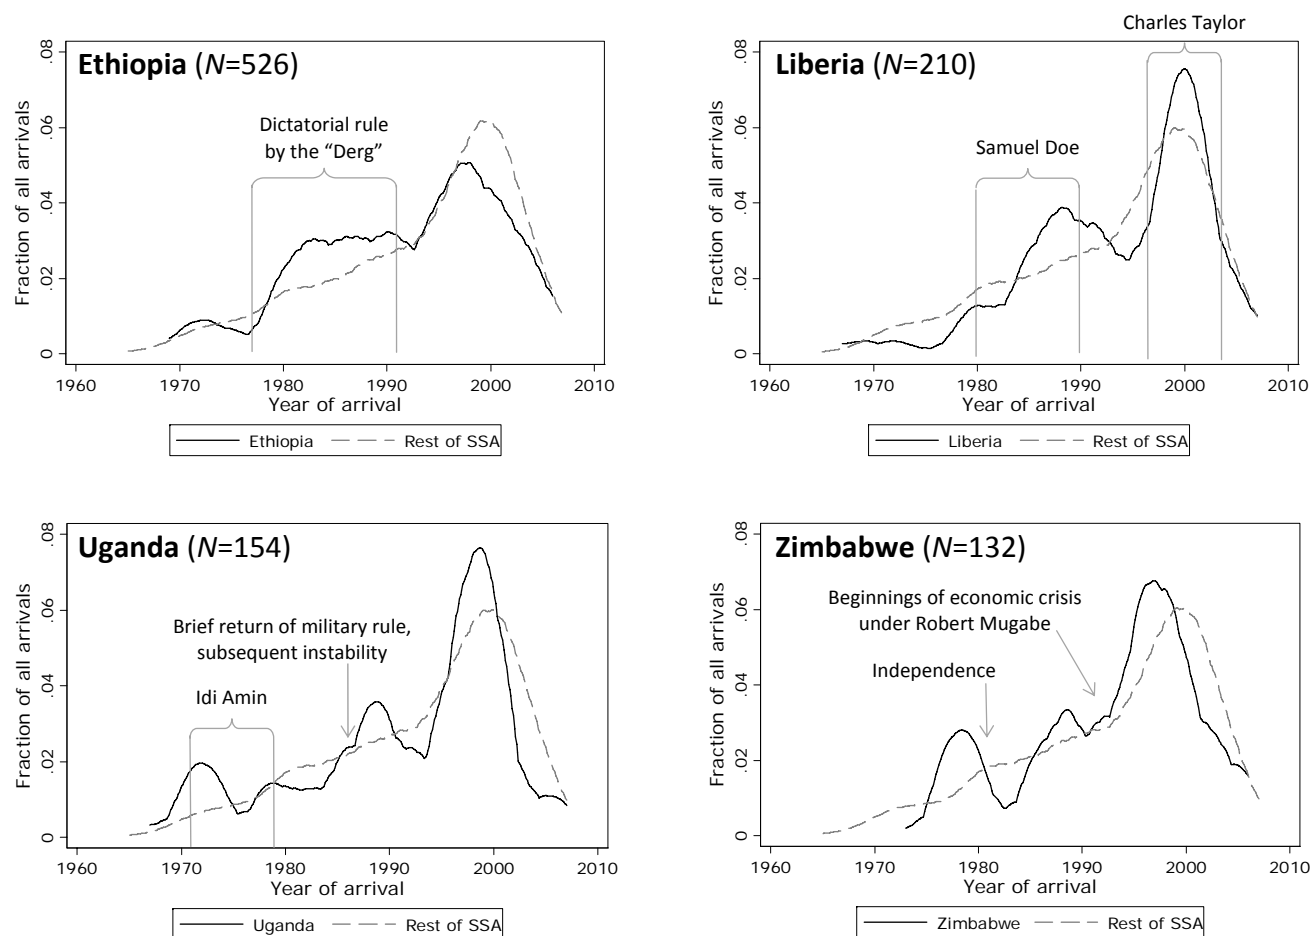 Ethiopia (N=526)
Dictatorial rule
by the “Derg”
Fraction of all arrivals
.08
.06
.04
.02
0
1960 1970 1980 1990 2000 2010
Year of arrival
Ethiopia Rest of SSA
Charles Taylor
Liberia (N=210)
Samuel Doe
Fraction of all arrivals
.08
.06
.04
.02
0
1960 1970 1980 1990 2000 2010
Year of arrival
Liberia Rest of SSA
Uganda (N=154)
Brief return of military rule,
subsequent instability
Idi Amin
Fraction of all arrivals
.08
.06
.04
.02
0
1960 1970 1980 1990 2000 2010
Year of arrival
Uganda Rest of SSA
Zimbabwe (N=132)
Beginnings of economic crisis
under Robert Mugabe
Independence
Fraction of all arrivals
.08
.06
.04
.02
0
1960 1970 1980 1990 2000 2010
Year of arrival
Zimbabwe Rest of SSA